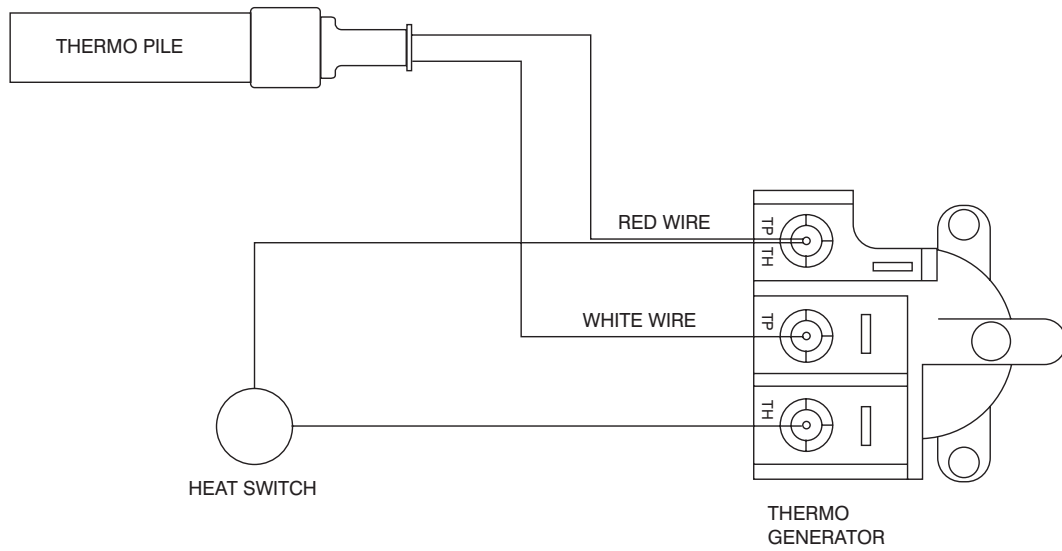 THERMO PILE
RED WIRE
TP TH
WHITE WIRE
TP
TH
HEAT SWITCH
THERMO
GENERATOR